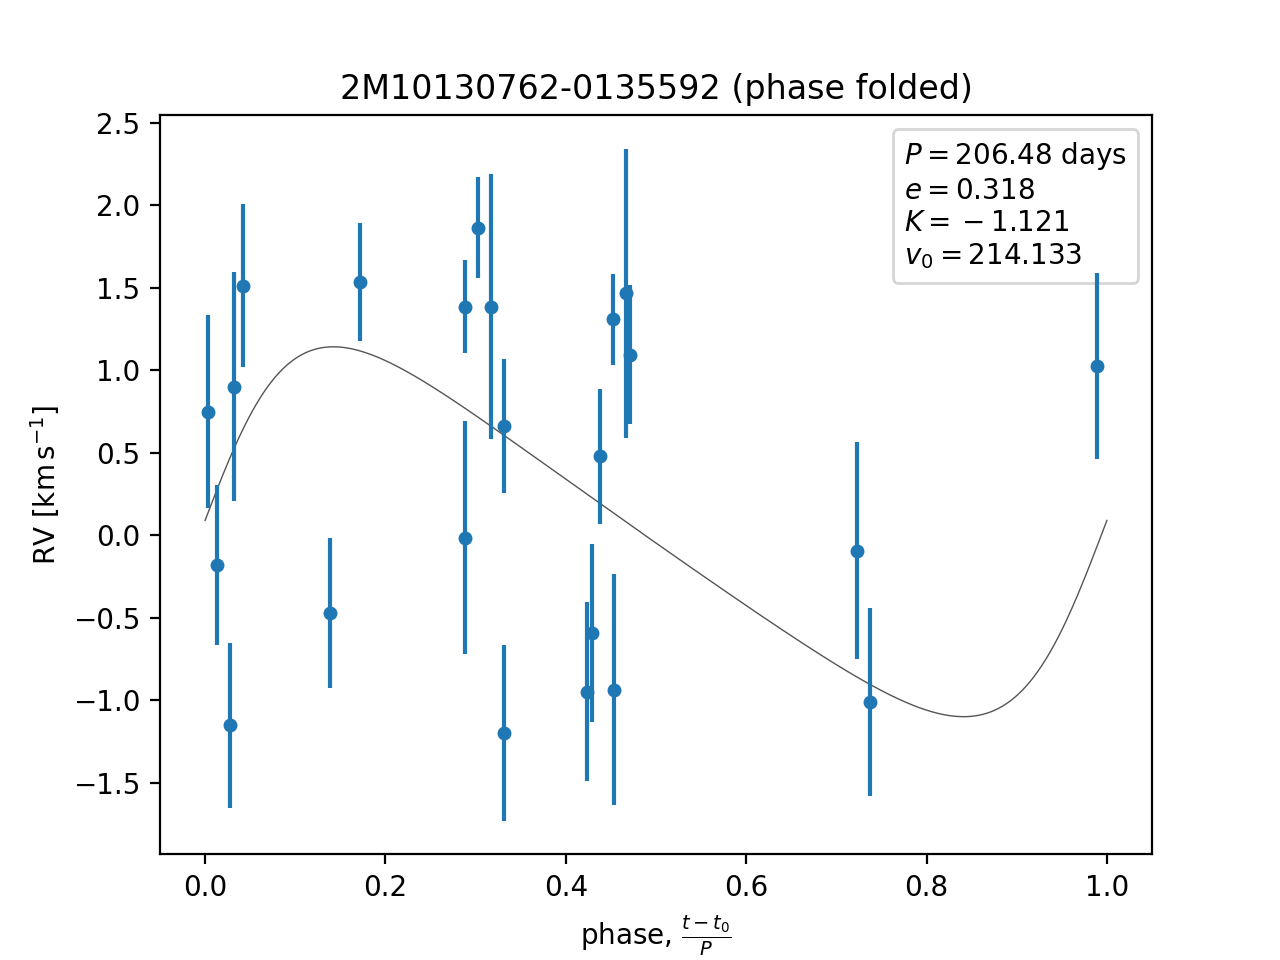 2M10130762-0135592 (phase folded)
P = 206.48 days
e = 0.318
K = −1.121
v₀ = 214.133
2.5
2.0
1.5
1.0
0.5
0.0
−0.5
−1.0
−1.5
RV [km s⁻¹]
0.0 0.2 0.4 0.6 0.8 1.0
phase, (t − t₀)/P